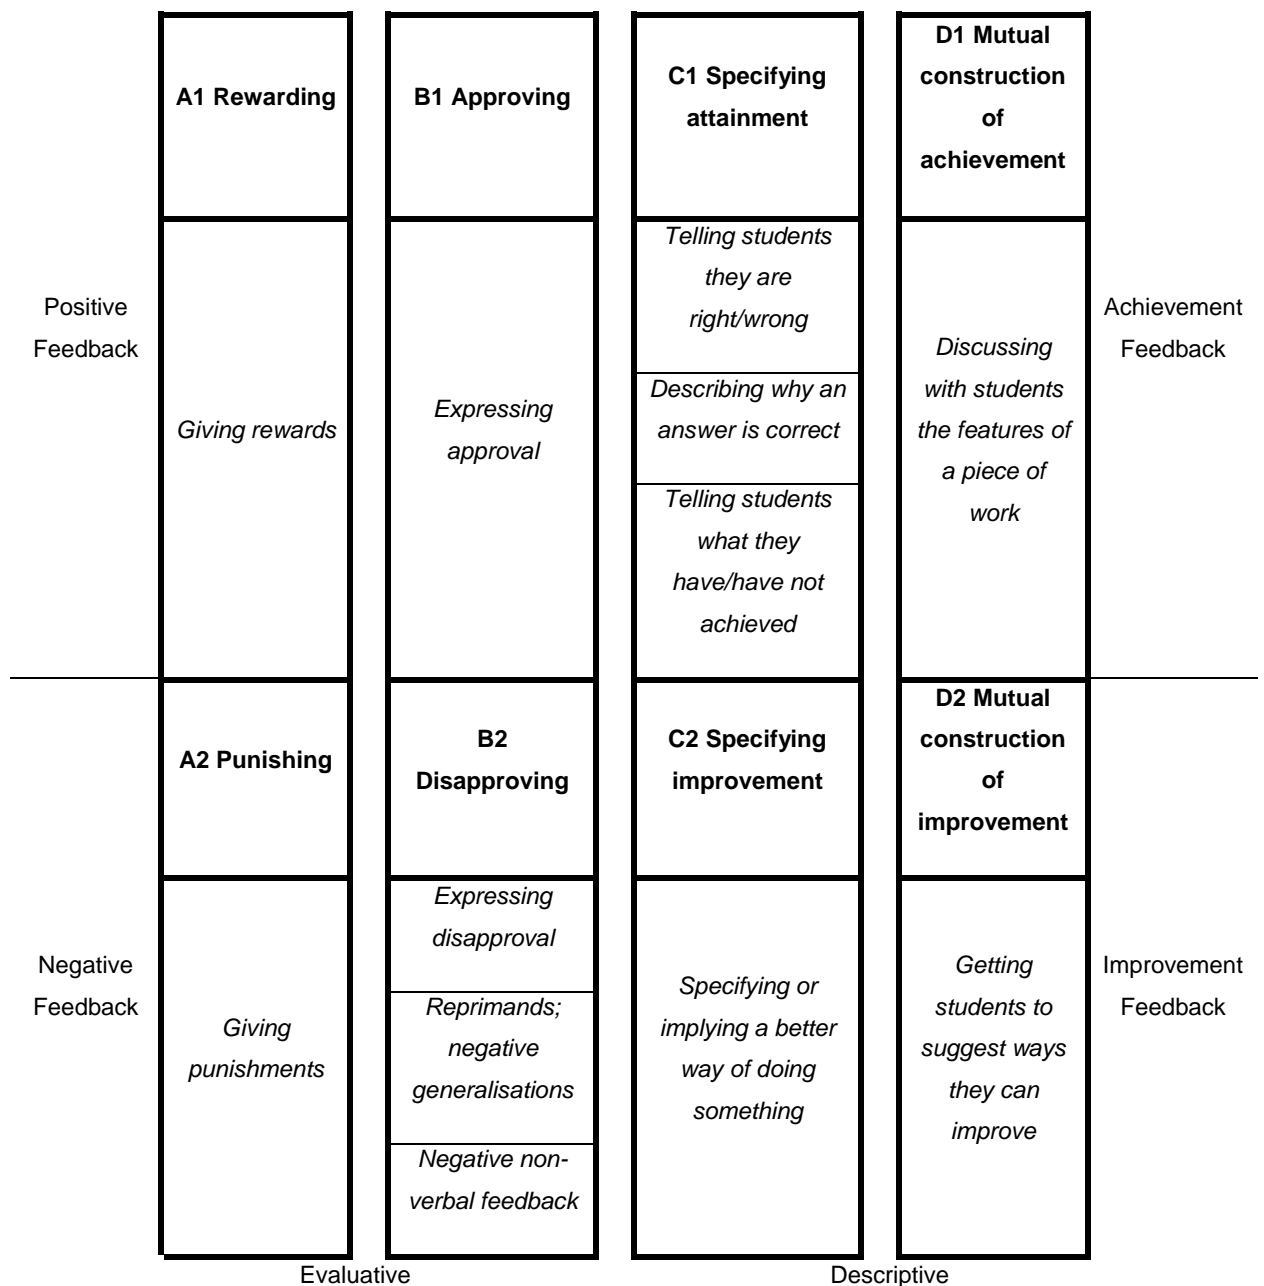 A1 Rewarding
B1 Approving
C1 Specifying
attainment
D1 Mutual
construction
of
achievement
Positive
Feedback
Giving rewards
Expressing
approval
Telling students
they are
right/wrong
Describing why an
answer is correct
Telling students
what they
have/have not
achieved
Discussing
with students
the features of
a piece of
work
Achievement
Feedback
A2 Punishing
B2
Disapproving
C2 Specifying
improvement
D2 Mutual
construction
of
improvement
Negative
Feedback
Giving
punishments
Expressing
disapproval
Reprimands;
negative
generalisations
Negative non-
verbal feedback
Specifying or
implying a better
way of doing
something
Getting
students to
suggest ways
they can
improve
Improvement
Feedback
Evaluative
Descriptive